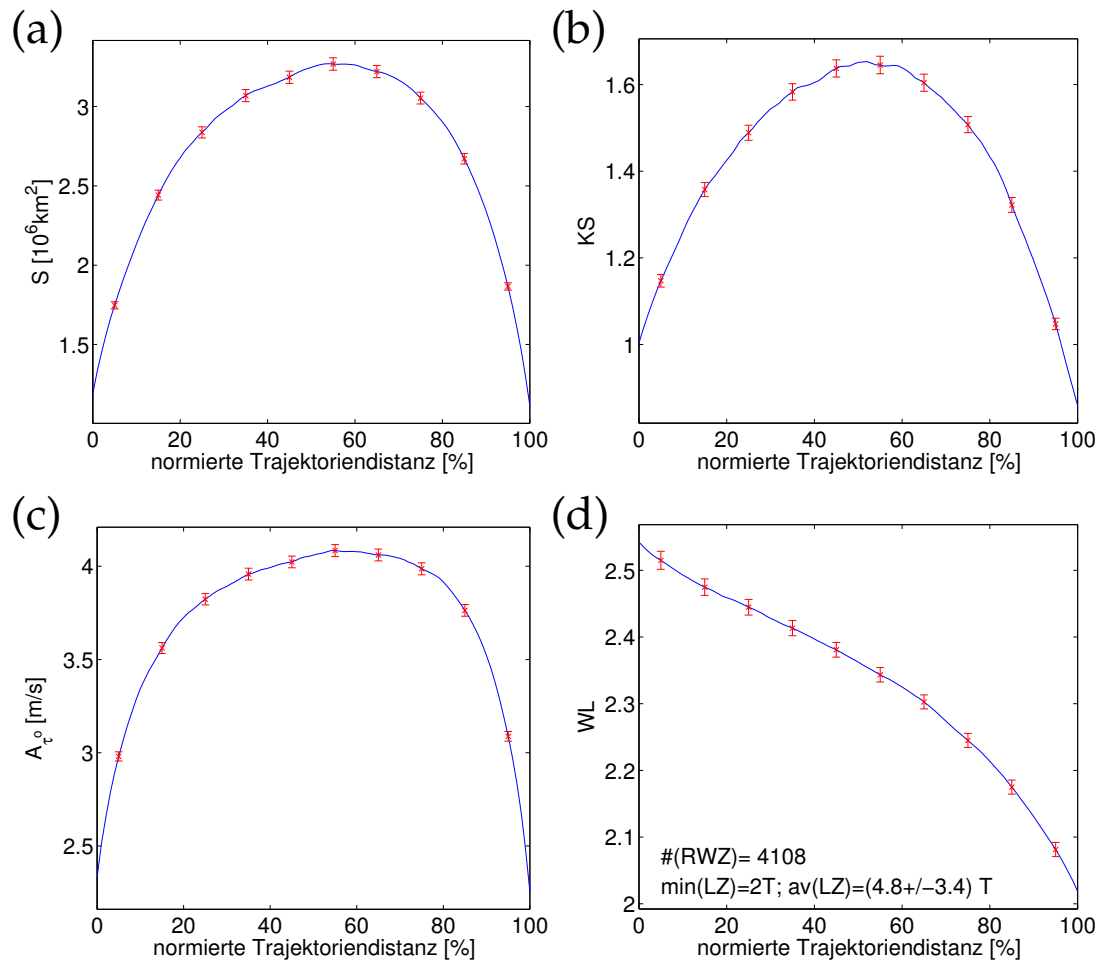 (a)
S [10⁶km²]
3
2.5
2
1.5
0 20 40 60 80 100
normierte Trajektoriendistanz [%]
(b)
KS
1.6
1.4
1.2
1
0 20 40 60 80 100
normierte Trajektoriendistanz [%]
(c)
A_τ° [m/s]
4
3.5
3
2.5
0 20 40 60 80 100
normierte Trajektoriendistanz [%]
(d)
WL
2.5
2.4
2.3
2.2
2.1
2
#(RWZ)= 4108
min(LZ)=2T; av(LZ)=(4.8+/−3.4) T
0 20 40 60 80 100
normierte Trajektoriendistanz [%]